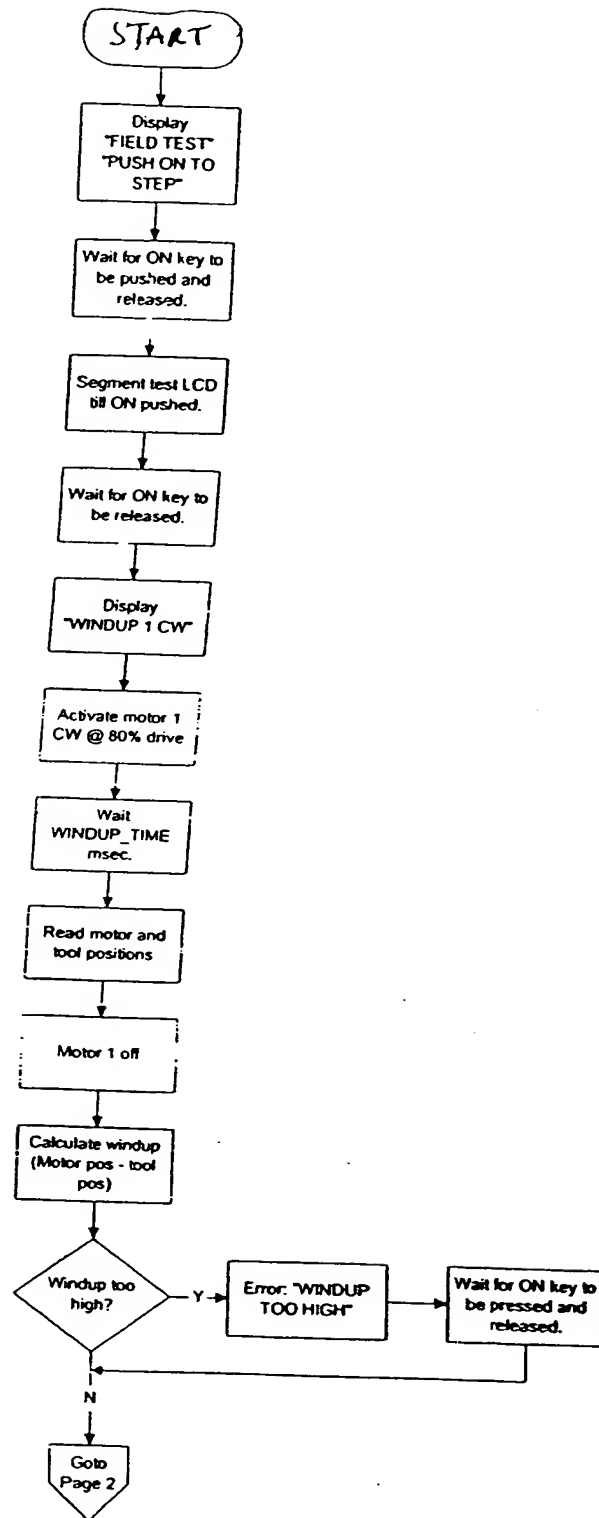 START
Display
"FIELD TEST"
"PUSH ON TO
STEP"
Wait for ON key to
be pushed and
released.
Segment test LCD
till ON pushed.
Wait for ON key to
be released.
Display
"WINDUP 1 CW"
Activate motor 1
CW @ 80% drive
Wait
WINDUP_TIME
msec.
Read motor and
tool positions
Motor 1 off
Calculate windup
(Motor pos - tool
pos)
Windup too
high?
Y
Error: "WINDUP
TOO HIGH"
Wait for ON key to
be pressed and
released.
N
Goto
Page 2